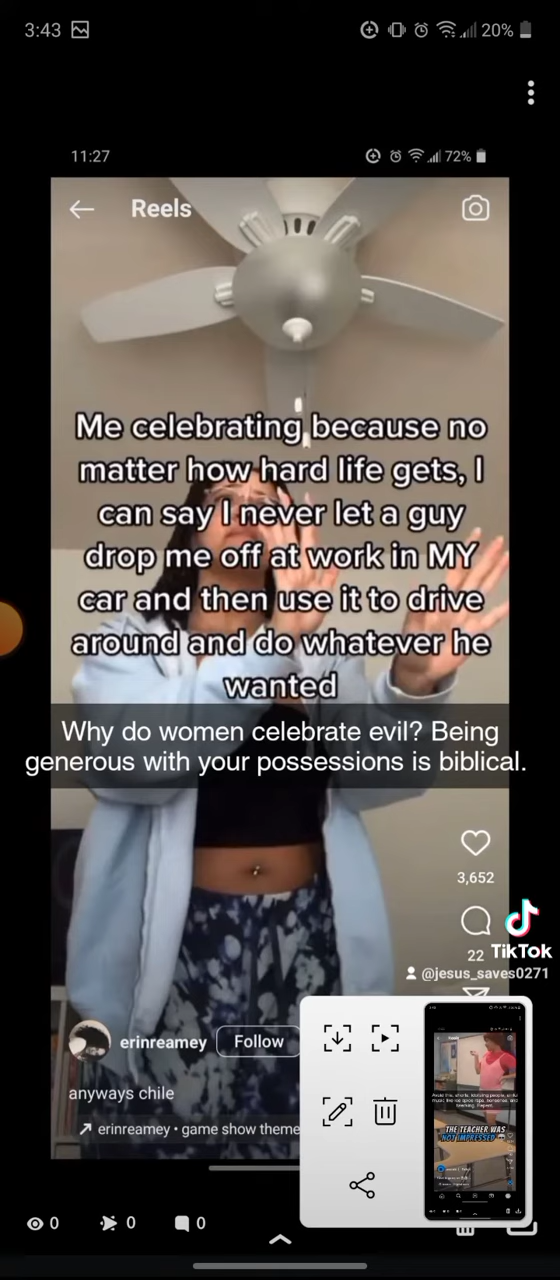 3:43
20%
11:27
72%
Reels
Me celebrating because no
matter how hard life gets, I
can say I never let a guy
drop me off at work in MY
car and then use it to drive
around and do whatever he
wanted
Why do women celebrate evil? Being
generous with your possessions is biblical.
3,652
22
TikTok
@jesus_saves0271
erinreamey
Follow
anyways chile
erinreamey • game show theme
THE TEACHER WAS
NOT IMPRESSED
0
0
0